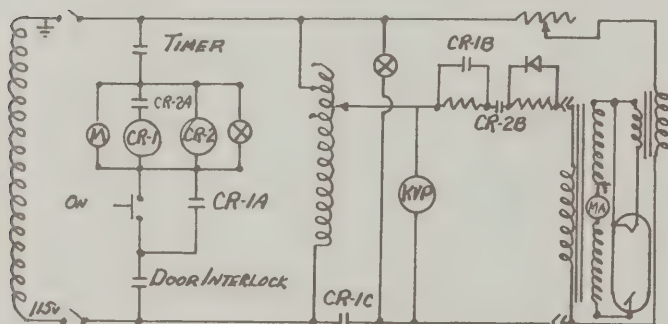 TIMER
CR-1B
CR-2A
M
CR-1
CR-2
CR-2B
KVP
MA
ON
CR-1A
DOOR INTERLOCK
CR-1C
115V